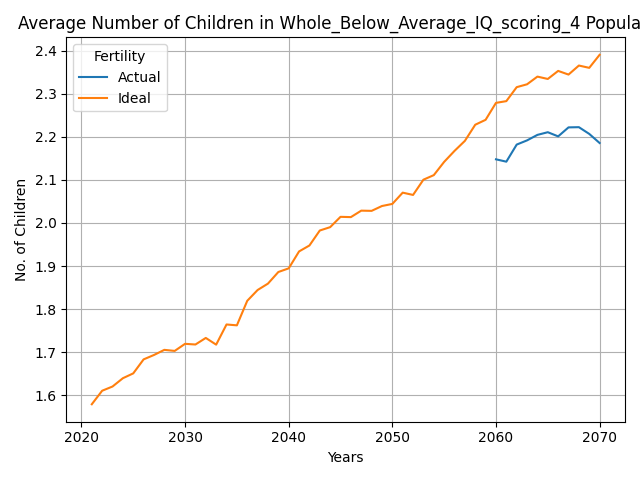 Average Number of Children in Whole_Below_Average_IQ_scoring_4 Popula
Fertility
Actual
Ideal
No. of Children
2.4
2.3
2.2
2.1
2.0
1.9
1.8
1.7
1.6
2020 2030 2040 2050 2060 2070
Years